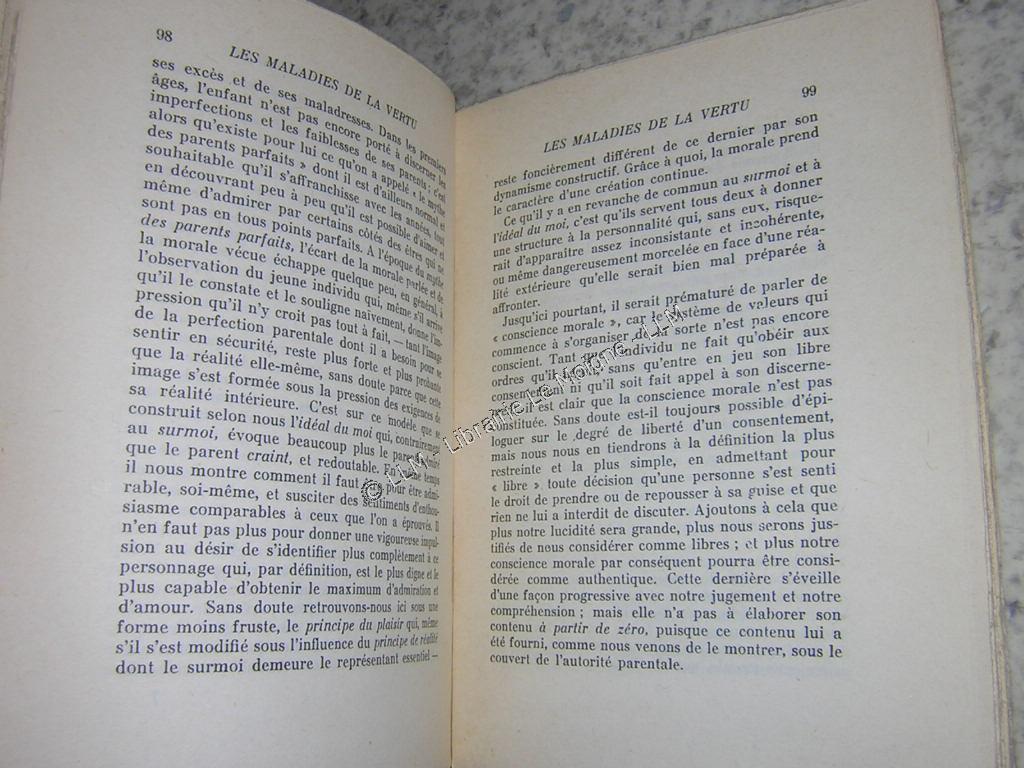 98
LES MALADIES DE LA VERTU
ses excès et de ses maladresses. Dans les premiers
âges, l'enfant n'est pas encore porté à discerner les
imperfections et les faiblesses de ses parents ; c'est
alors qu'existe pour lui ce qu'on a appelé « le mythe
des parents parfaits » dont il est d'ailleurs normal et
souhaitable qu'il s'affranchisse avec les années, tout
en découvrant peu à peu qu'il est possible d'aimer et
même d'admirer par certains côtés des êtres qui ne
sont pas en tous points parfaits. A l'époque du mythe
des parents parfaits, l'écart de la morale parlée et de
la morale vécue échappe quelque peu, en général, à
l'observation du jeune individu qui, même s'il arrive
qu'il le constate et le souligne naïvement, donne l'im-
pression qu'il n'y croit pas tout à fait, — tant l'image
de la perfection parentale dont il a besoin pour se
sentir en sécurité, reste plus forte et plus probante
que la réalité elle-même, sans doute parce que cette
image s'est formée sous la pression des exigences de
sa réalité intérieure. C'est sur ce modèle que se
construit selon nous l'idéal du moi qui, contrairement
au surmoi, évoque beaucoup plus le parent admiré
que le parent craint, et redoutable. En même temps
il nous montre comment il faut être pour être admi-
rable, soi-même, et susciter des sentiments d'enthou-
siasme comparables à ceux que l'on a éprouvés. Il
n'en faut pas plus pour donner une vigoureuse impul-
sion au désir de s'identifier plus complètement à ce
personnage qui, par définition, est le plus digne et le
plus capable d'obtenir le maximum d'admiration et
d'amour. Sans doute retrouvons-nous ici sous une
forme moins fruste, le principe du plaisir qui, même
s'il s'est modifié sous l'influence du principe de réalité
dont le surmoi demeure le représentant essentiel —
LES MALADIES DE LA VERTU
99
reste foncièrement différent de ce dernier par son
dynamisme constructif. Grâce à quoi, la morale prend
le caractère d'une création continue.
Ce qu'il y a en revanche de commun au surmoi et à
l'idéal du moi, c'est qu'ils servent tous deux à donner
une structure à la personnalité qui, sans eux, risque-
rait d'apparaître assez inconsistante et incohérente,
ou même dangereusement morcelée en face d'une réa-
lité extérieure qu'elle serait bien mal préparée à
affronter.
Jusqu'ici pourtant, il serait prématuré de parler de
« conscience morale », car le système de valeurs qui
commence à s'organiser de la sorte n'est pas encore
conscient. Tant que l'individu ne fait qu'obéir aux
ordres qu'il reçoit, sans qu'entre en jeu son libre
consentement ni qu'il soit fait appel à son discerne-
ment, il est clair que la conscience morale n'est pas
constituée. Sans doute est-il toujours possible d'épi-
loguer sur le degré de liberté d'un consentement,
mais nous nous en tiendrons à la définition la plus
restreinte et la plus simple, en admettant pour
« libre » toute décision qu'une personne s'est senti
le droit de prendre ou de repousser à sa guise et que
rien ne lui a interdit de discuter. Ajoutons à cela que
plus notre lucidité sera grande, plus nous serons jus-
tifiés de nous considérer comme libres ; et plus notre
conscience morale par conséquent pourra être consi-
dérée comme authentique. Cette dernière s'éveille
d'une façon progressive avec notre jugement et notre
compréhension ; mais elle n'a pas à élaborer son
contenu à partir de zéro, puisque ce contenu lui a
été fourni, comme nous venons de le montrer, sous le
couvert de l'autorité parentale.
© LLM - Librairie Le Moigne - LLM